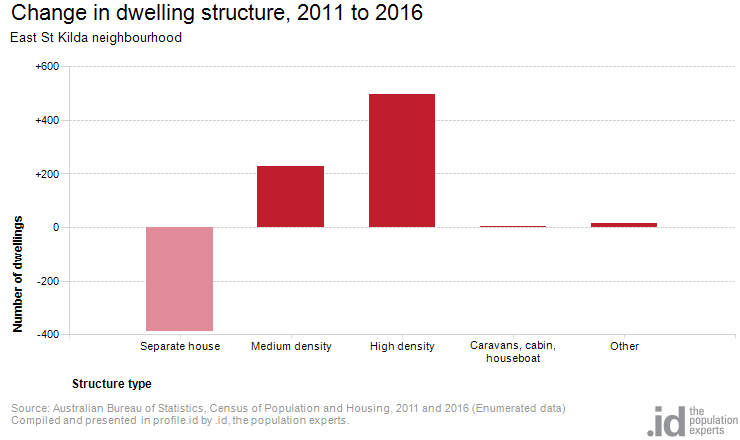 Change in dwelling structure, 2011 to 2016
East St Kilda neighbourhood
+600
+400
+200
0
-200
-400
Number of dwellings
Separate house
Medium density
High density
Caravans, cabin,
houseboat
Other
Structure type
Source: Australian Bureau of Statistics, Census of Population and Housing, 2011 and 2016 (Enumerated data)
Compiled and presented in profile.id by .id, the population experts.
.id the
population
experts